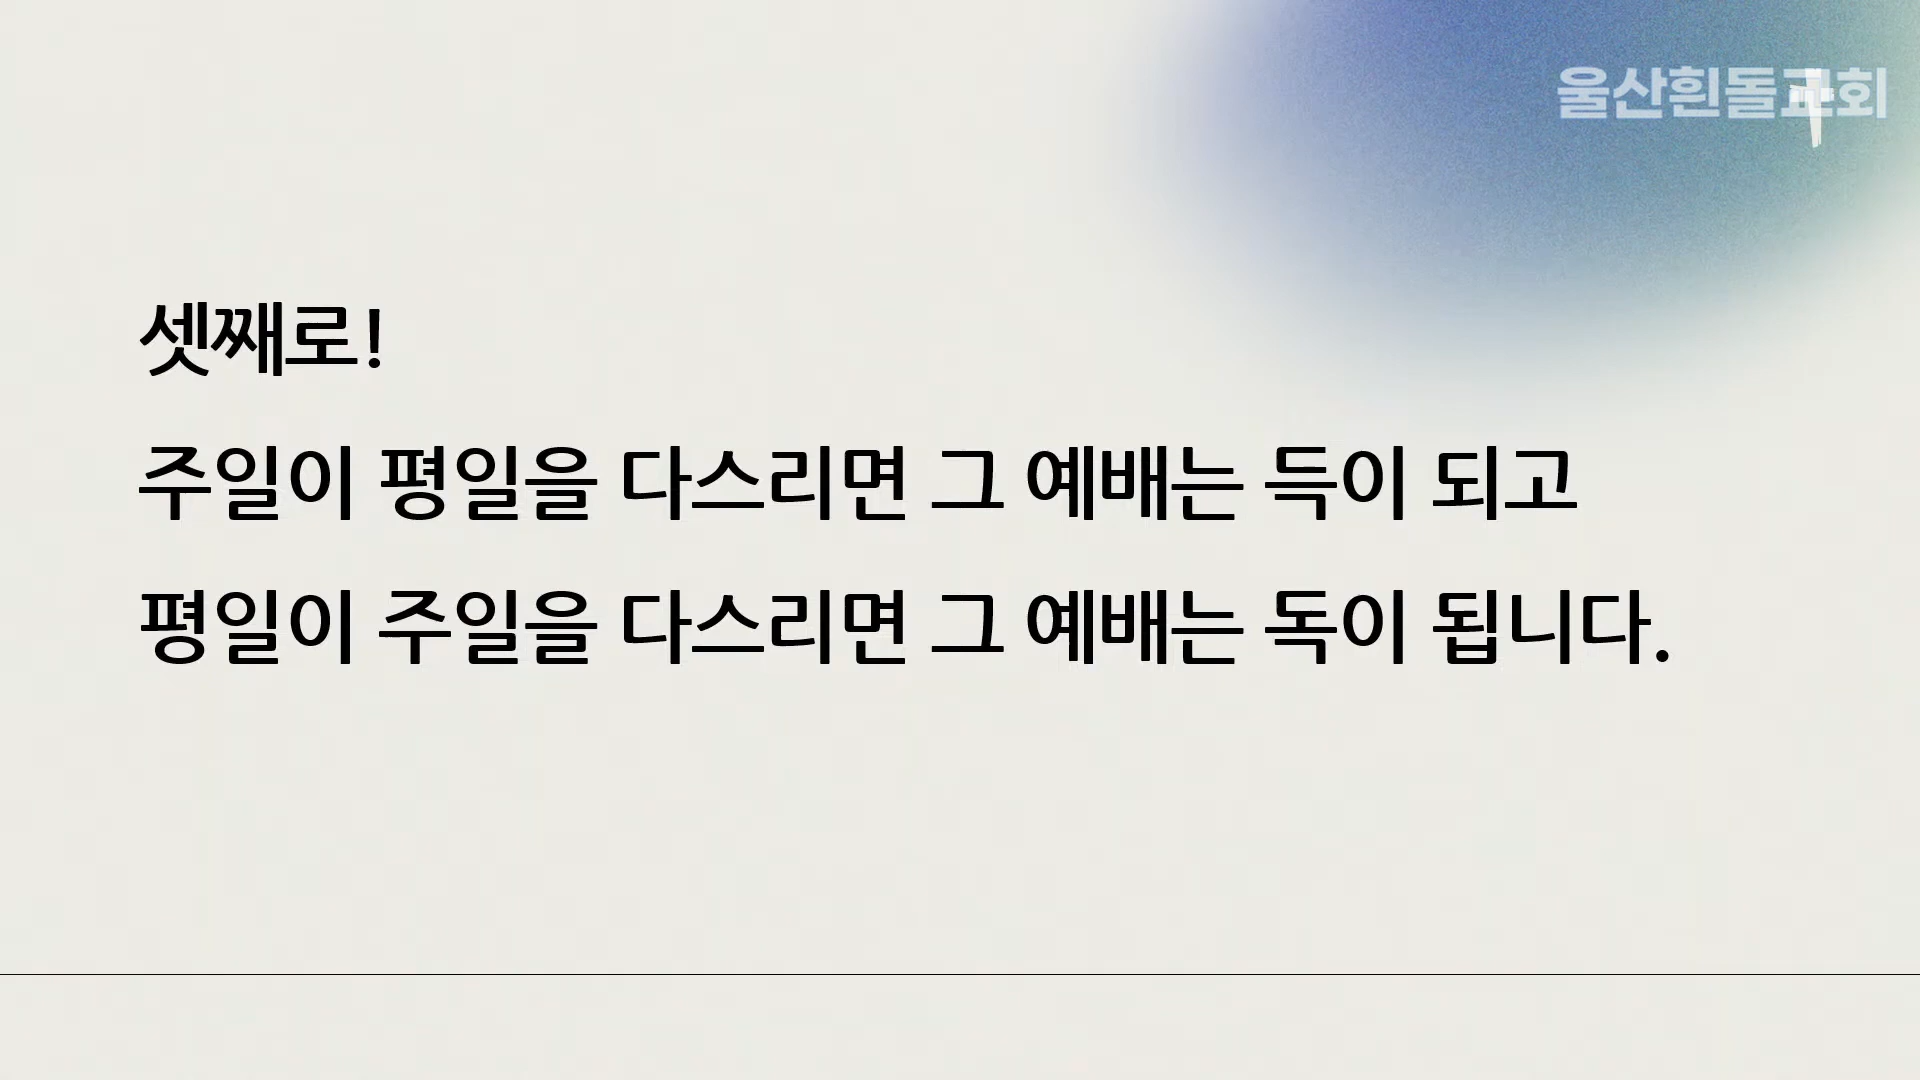 울산흰돌교회
셋째로!
주일이 평일을 다스리면 그 예배는 득이 되고
평일이 주일을 다스리면 그 예배는 독이 됩니다.